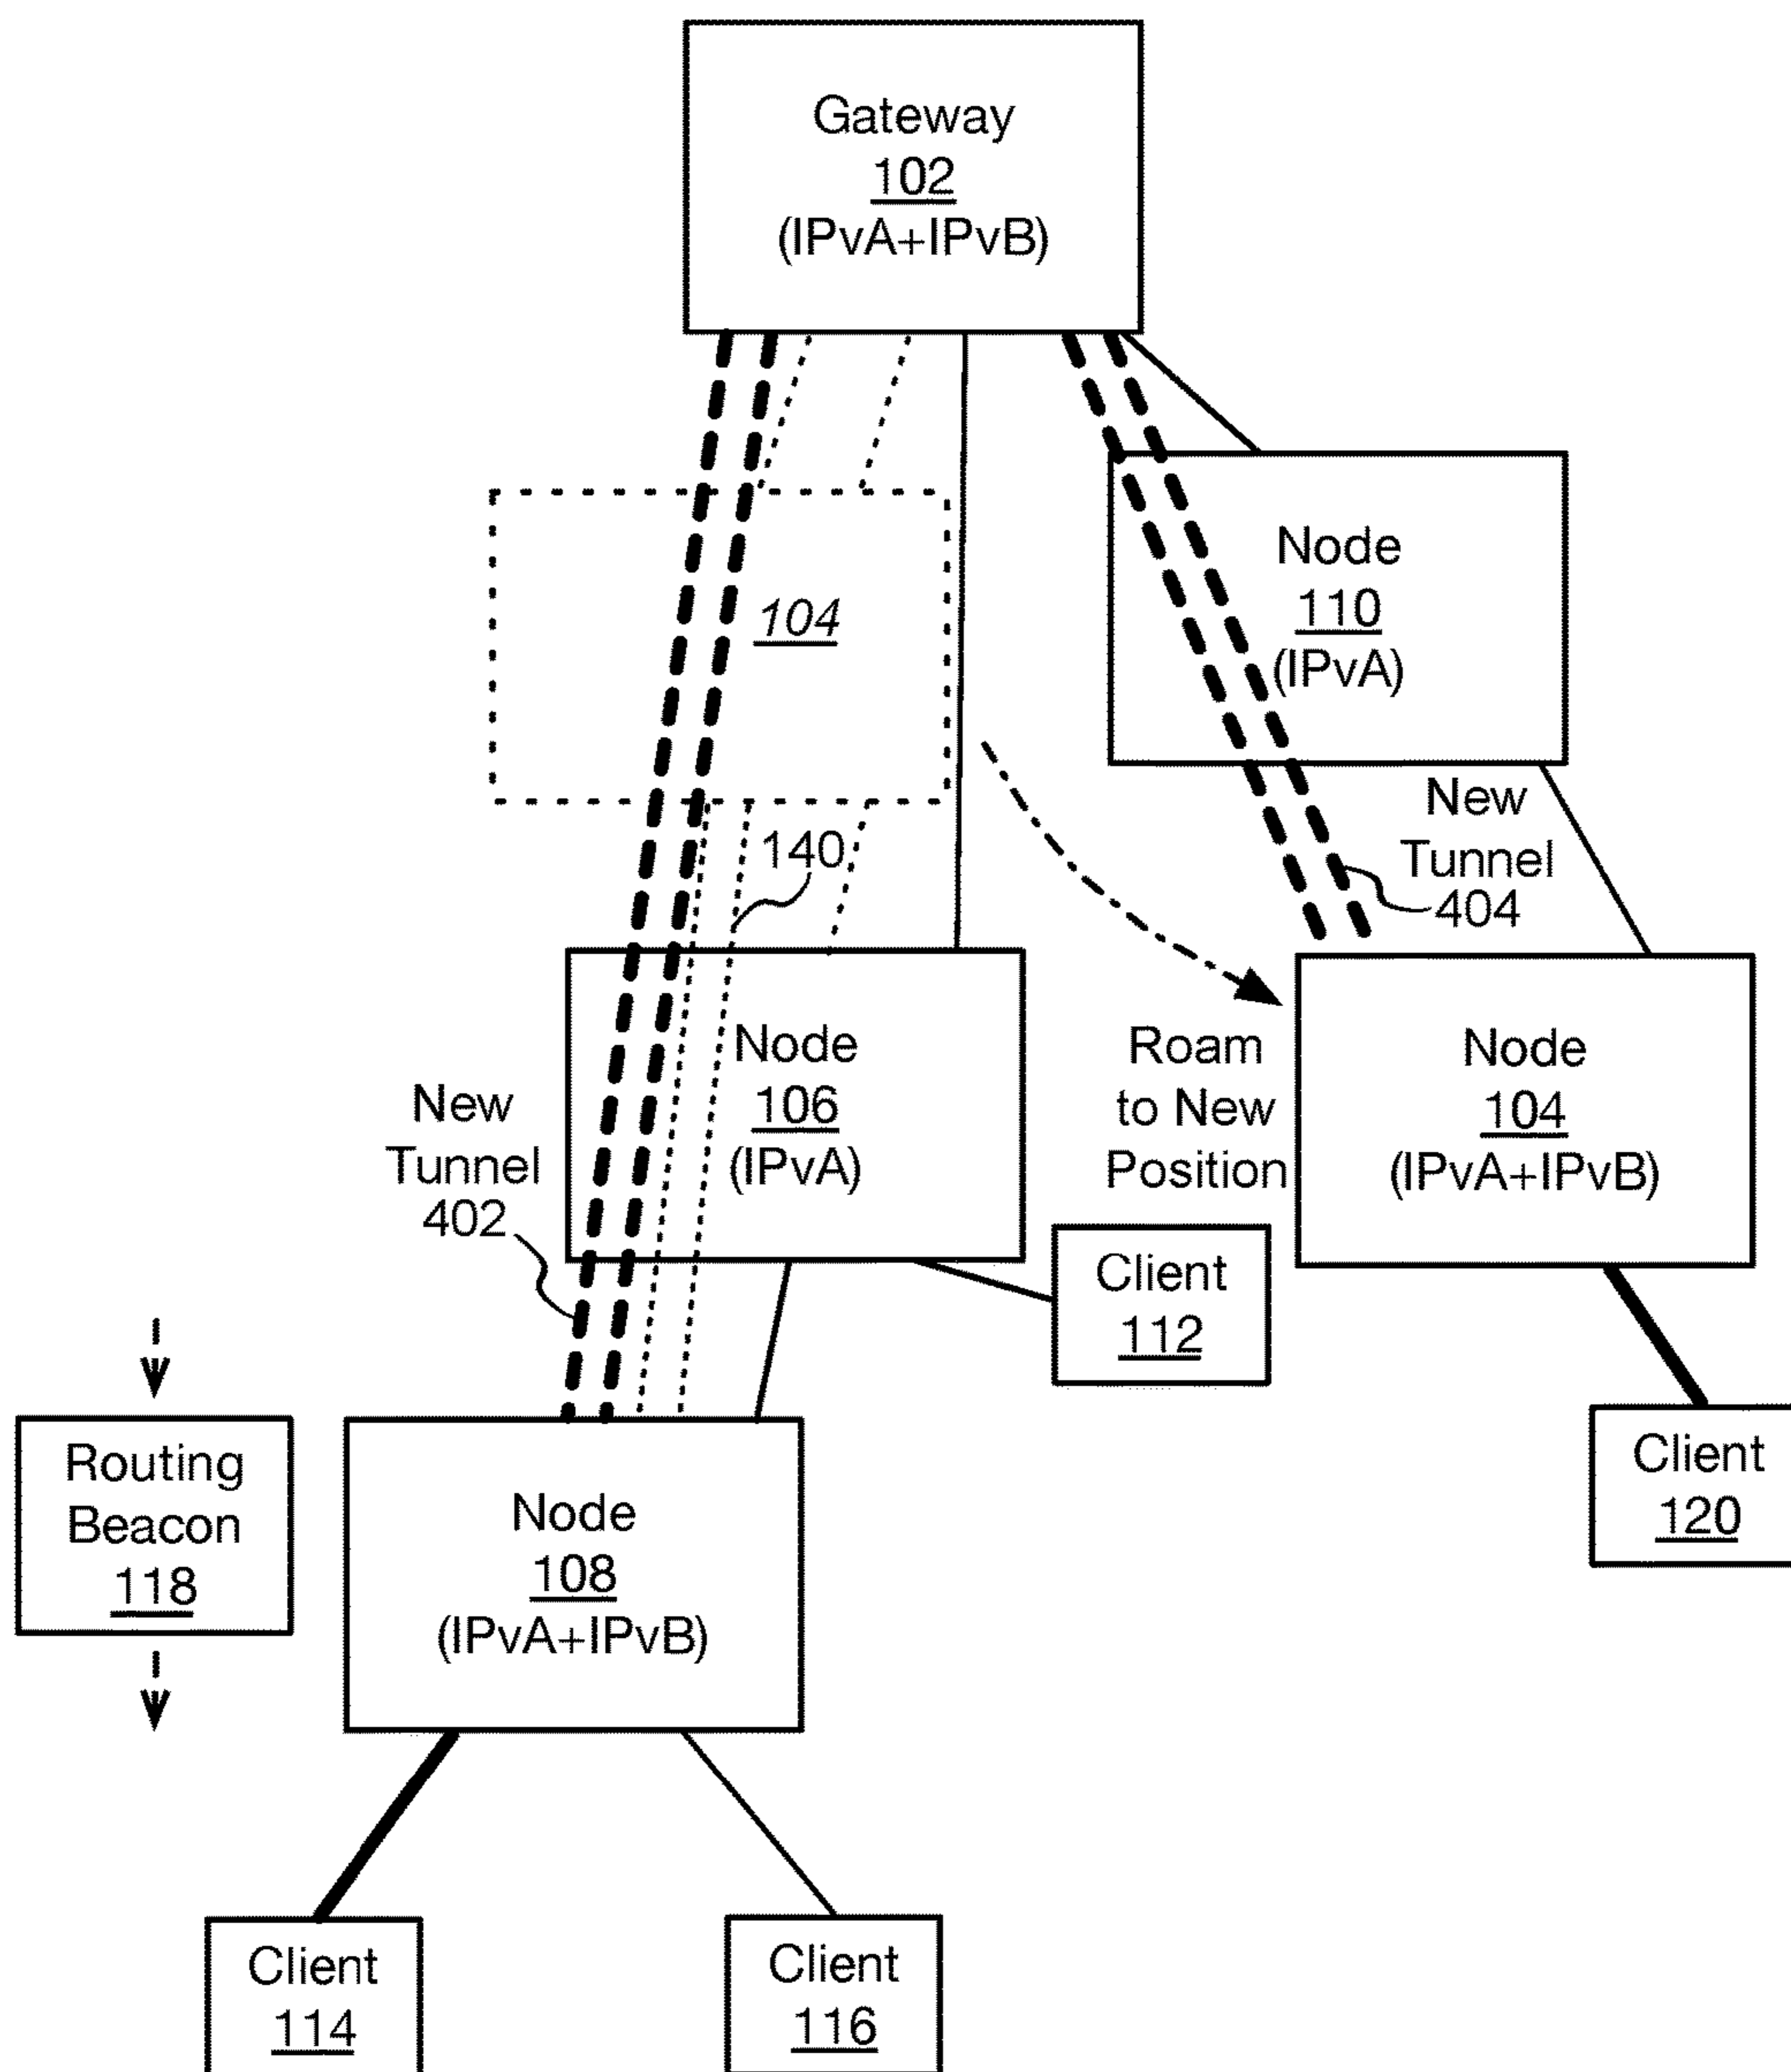 Gateway
102
(IPvA+IPvB)
104
Node
110
(IPvA)
140
New
Tunnel
404
Node
106
(IPvA)
Roam
to New
Position
Node
104
(IPvA+IPvB)
New
Tunnel
402
Client
112
Client
120
Routing
Beacon
118
Node
108
(IPvA+IPvB)
Client
114
Client
116